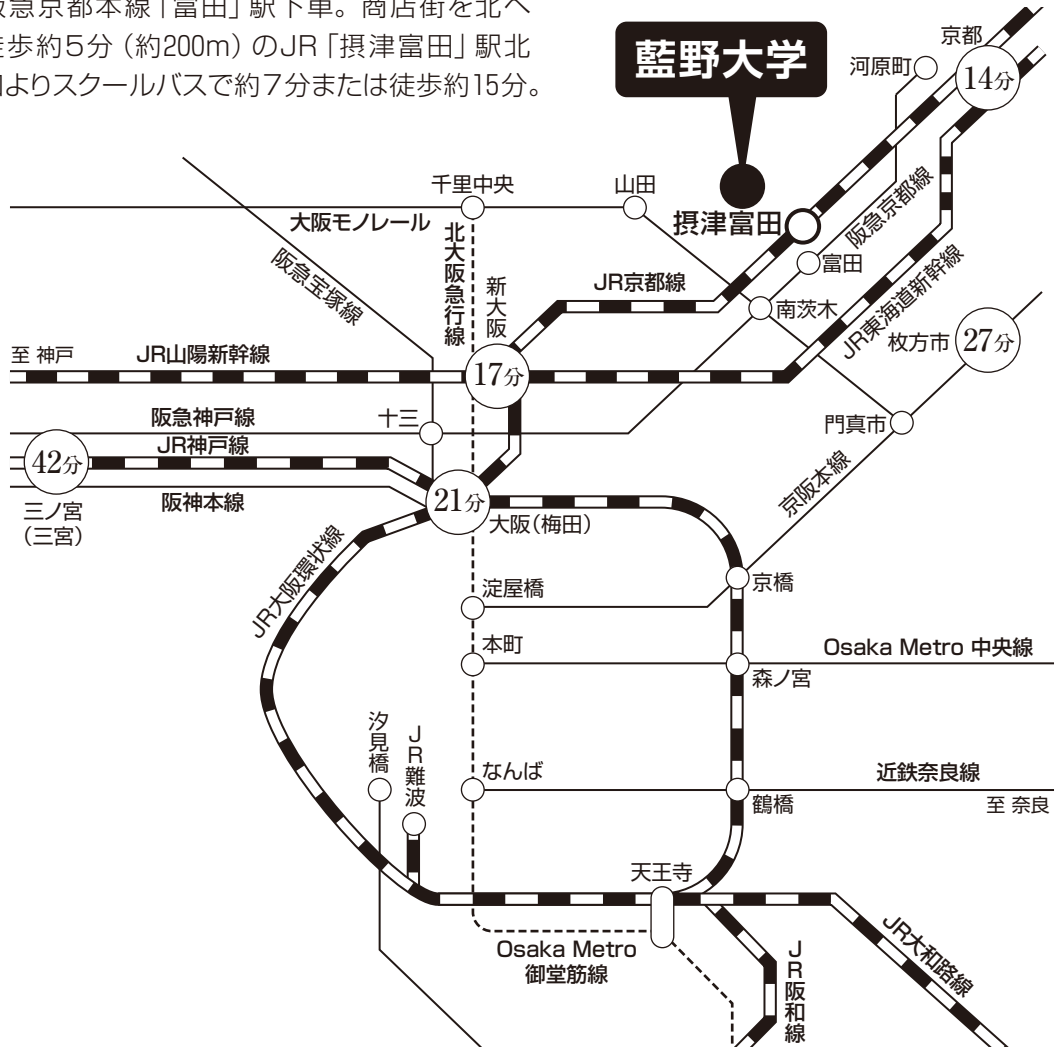 急京都本線「富田」駅下車。商店街を北へ
歩約5分（約200m）のJR「摂津富田」駅北
よりスクールバスで約7分または徒歩約15分。
藍野大学
京都
河原町
14分
千里中央
山田
大阪モノレール
北大阪急行線
摂津富田
阪急京都線
阪急宝塚線
新大阪
JR京都線
富田
南茨木
JR東海道新幹線
至 神戸
JR山陽新幹線
17分
枚方市
27分
阪急神戸線
十三
門真市
JR神戸線
42分
三ノ宮
（三宮）
阪神本線
21分
大阪（梅田）
京阪本線
JR大阪環状線
淀屋橋
京橋
本町
Osaka Metro 中央線
森ノ宮
汐見橋
JR難波
なんば
近鉄奈良線
鶴橋
至 奈良
天王寺
Osaka Metro
御堂筋線
JR阪和線
JR大和路線